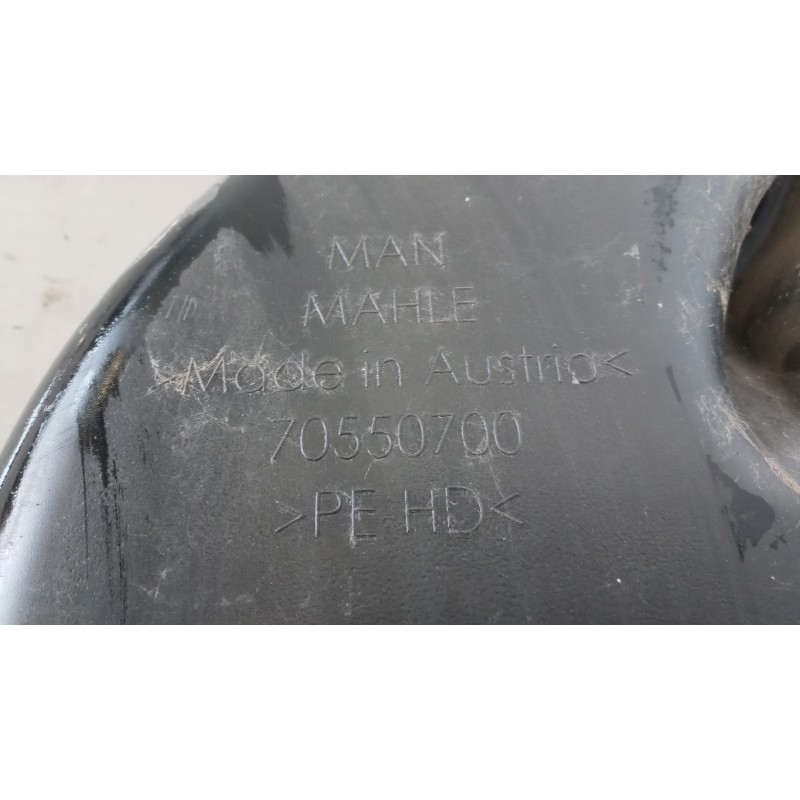 MAN
MAHLE
>Made in Austria<
70550700
>PE-HD<